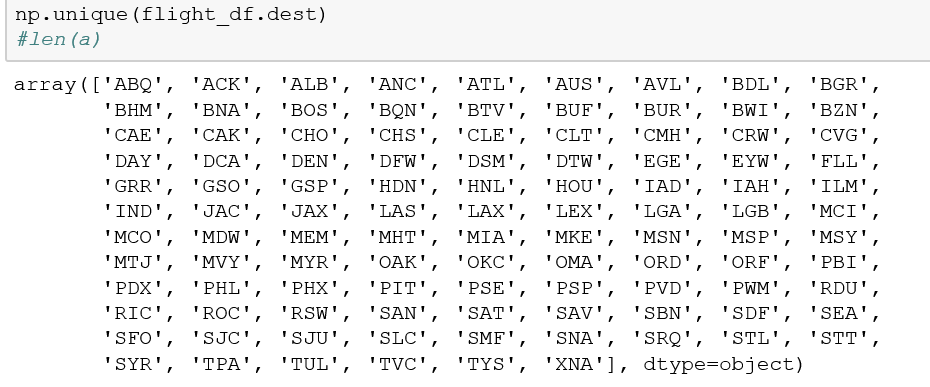 np.unique(flight_df.dest)
#len(a)
array(['ABQ', 'ACK', 'ALB', 'ANC', 'ATL', 'AUS', 'AVL', 'BDL', 'BGR',
'BHM', 'BNA', 'BOS', 'BQN', 'BTV', 'BUF', 'BUR', 'BWI', 'BZN',
'CAE', 'CAK', 'CHO', 'CHS', 'CLE', 'CLT', 'CMH', 'CRW', 'CVG',
'DAY', 'DCA', 'DEN', 'DFW', 'DSM', 'DTW', 'EGE', 'EYW', 'FLL',
'GRR', 'GSO', 'GSP', 'HDN', 'HNL', 'HOU', 'IAD', 'IAH', 'ILM',
'IND', 'JAC', 'JAX', 'LAS', 'LAX', 'LEX', 'LGA', 'LGB', 'MCI',
'MCO', 'MDW', 'MEM', 'MHT', 'MIA', 'MKE', 'MSN', 'MSP', 'MSY',
'MTJ', 'MVY', 'MYR', 'OAK', 'OKC', 'OMA', 'ORD', 'ORF', 'PBI',
'PDX', 'PHL', 'PHX', 'PIT', 'PSE', 'PSP', 'PVD', 'PWM', 'RDU',
'RIC', 'ROC', 'RSW', 'SAN', 'SAT', 'SAV', 'SBN', 'SDF', 'SEA',
'SFO', 'SJC', 'SJU', 'SLC', 'SMF', 'SNA', 'SRQ', 'STL', 'STT',
'SYR', 'TPA', 'TUL', 'TVC', 'TYS', 'XNA'], dtype=object)